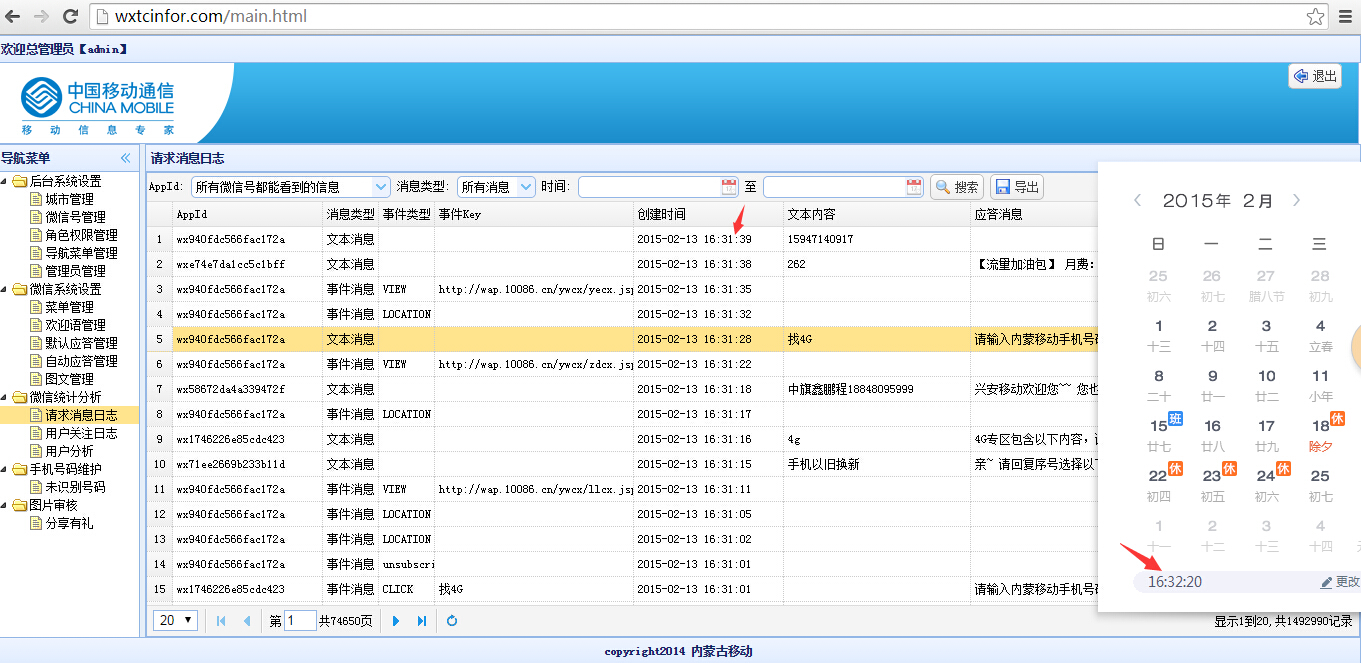 wxtcinfor.com/main.html
欢迎总管理员【admin】
中国移动通信
CHINA MOBILE
移 动 信 息 专 家
退出
导航菜单
后台系统设置
城市管理
微信号管理
角色权限管理
导航菜单管理
管理员管理
微信系统设置
菜单管理
欢迎语管理
默认应答管理
自动应答管理
图文管理
微信统计分析
请求消息日志
用户关注日志
用户分析
手机号码维护
未识别号码
图片审核
分享有礼
请求消息日志
AppId: 所有微信号都能看到的信息 消息类型: 所有消息 时间: 至 搜索 导出
AppId 消息类型 事件类型 事件Key 创建时间 文本内容 应答消息
1 wx940fdc566fac172a 文本消息 2015-02-13 16:31:39 15947140917
2 wxe74e7da1cc5c1bff 文本消息 2015-02-13 16:31:38 262 【流量加油包】 月费:
3 wx940fdc566fac172a 事件消息 VIEW http://wap.10086.cn/ywcx/yecx.jsp 2015-02-13 16:31:35
4 wx940fdc566fac172a 事件消息 LOCATION 2015-02-13 16:31:32
5 wx940fdc566fac172a 文本消息 2015-02-13 16:31:28 找4G 请输入内蒙移动手机号码
6 wx940fdc566fac172a 事件消息 VIEW http://wap.10086.cn/ywcx/zdcx.jsp 2015-02-13 16:31:22
7 wx58672da4a339472f 文本消息 2015-02-13 16:31:18 中旗鑫鹏程18848095999 兴安移动欢迎您~~ 您也
8 wx940fdc566fac172a 事件消息 LOCATION 2015-02-13 16:31:17
9 wx1746226e85cdc423 文本消息 2015-02-13 16:31:16 4g 4G专区包含以下内容,
10 wx71ee2669b233b11d 文本消息 2015-02-13 16:31:15 手机以旧换新 亲~ 请回复序号选择以下
11 wx940fdc566fac172a 事件消息 VIEW http://wap.10086.cn/ywcx/llcx.jsp 2015-02-13 16:31:11
12 wx940fdc566fac172a 事件消息 LOCATION 2015-02-13 16:31:05
13 wx940fdc566fac172a 事件消息 LOCATION 2015-02-13 16:31:02
14 wx940fdc566fac172a 事件消息 unsubscri 2015-02-13 16:31:01
15 wx1746226e85cdc423 事件消息 CLICK 找4G 2015-02-13 16:31:01 请输入内蒙移动手机号码
2015年 2月
日 一 二 三
25 26 27 28
初六 初七 腊八节 初九
1 2 3 4
十三 十四 十五 立春
8 9 10 11
二十 廿一 廿二 小年
15 班 16 17 18 休
廿七 廿八 廿九 除夕
22 休 23 休 24 休 25
初四 初五 初六 初七
1 2 3 4
十一 十二 十三 十四
16:32:20 更改
20 第 1 共74650页
显示1到20,共1492990记录
copyright2014 内蒙古移动